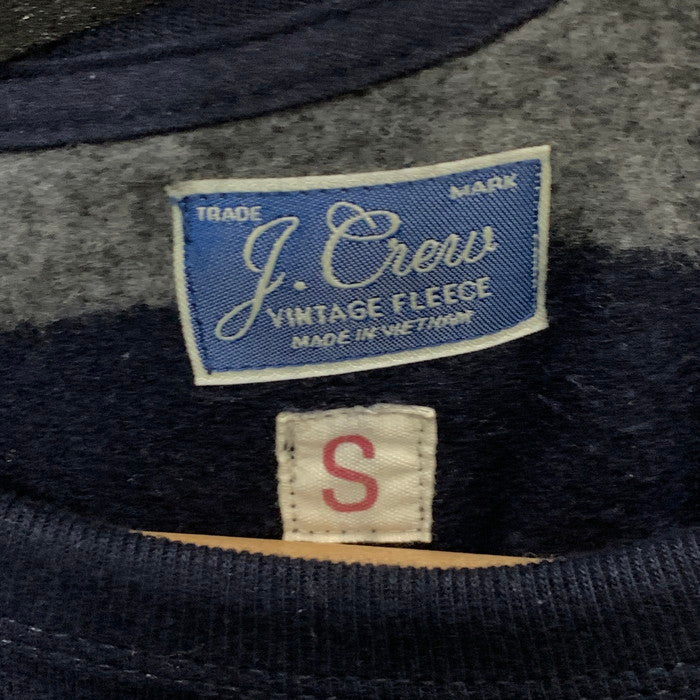 TRADE MARK
J. Crew
VINTAGE FLEECE
MADE IN VIETNAM
S